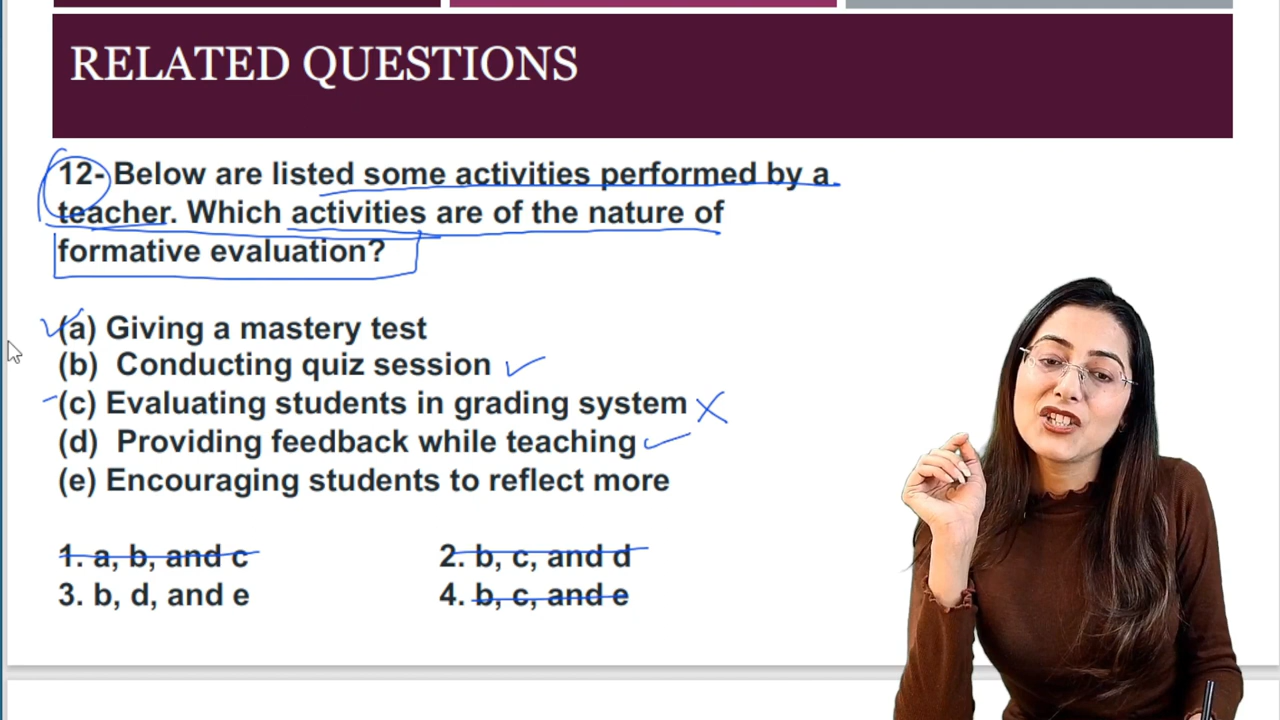 RELATED QUESTIONS
12- Below are listed some activities performed by a
teacher. Which activities are of the nature of
formative evaluation?
(a) Giving a mastery test
(b) Conducting quiz session
(c) Evaluating students in grading system
(d) Providing feedback while teaching
(e) Encouraging students to reflect more
1. a, b, and c 2. b, c, and d
3. b, d, and e 4. b, c, and e